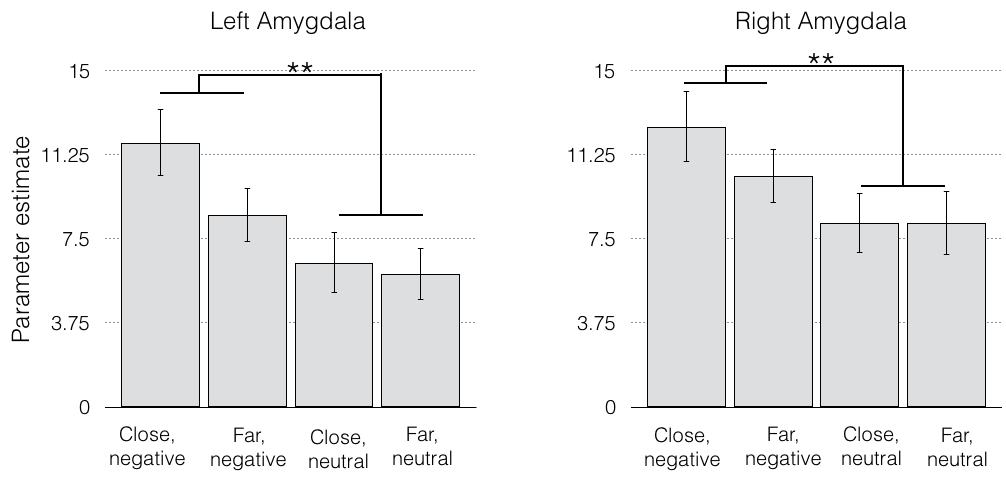 Left Amygdala
**
15
11.25
7.5
3.75
0
Parameter estimate
Close,
negative
Far,
negative
Close,
neutral
Far,
neutral
Right Amygdala
**
15
11.25
7.5
3.75
0
Close,
negative
Far,
negative
Close,
neutral
Far,
neutral